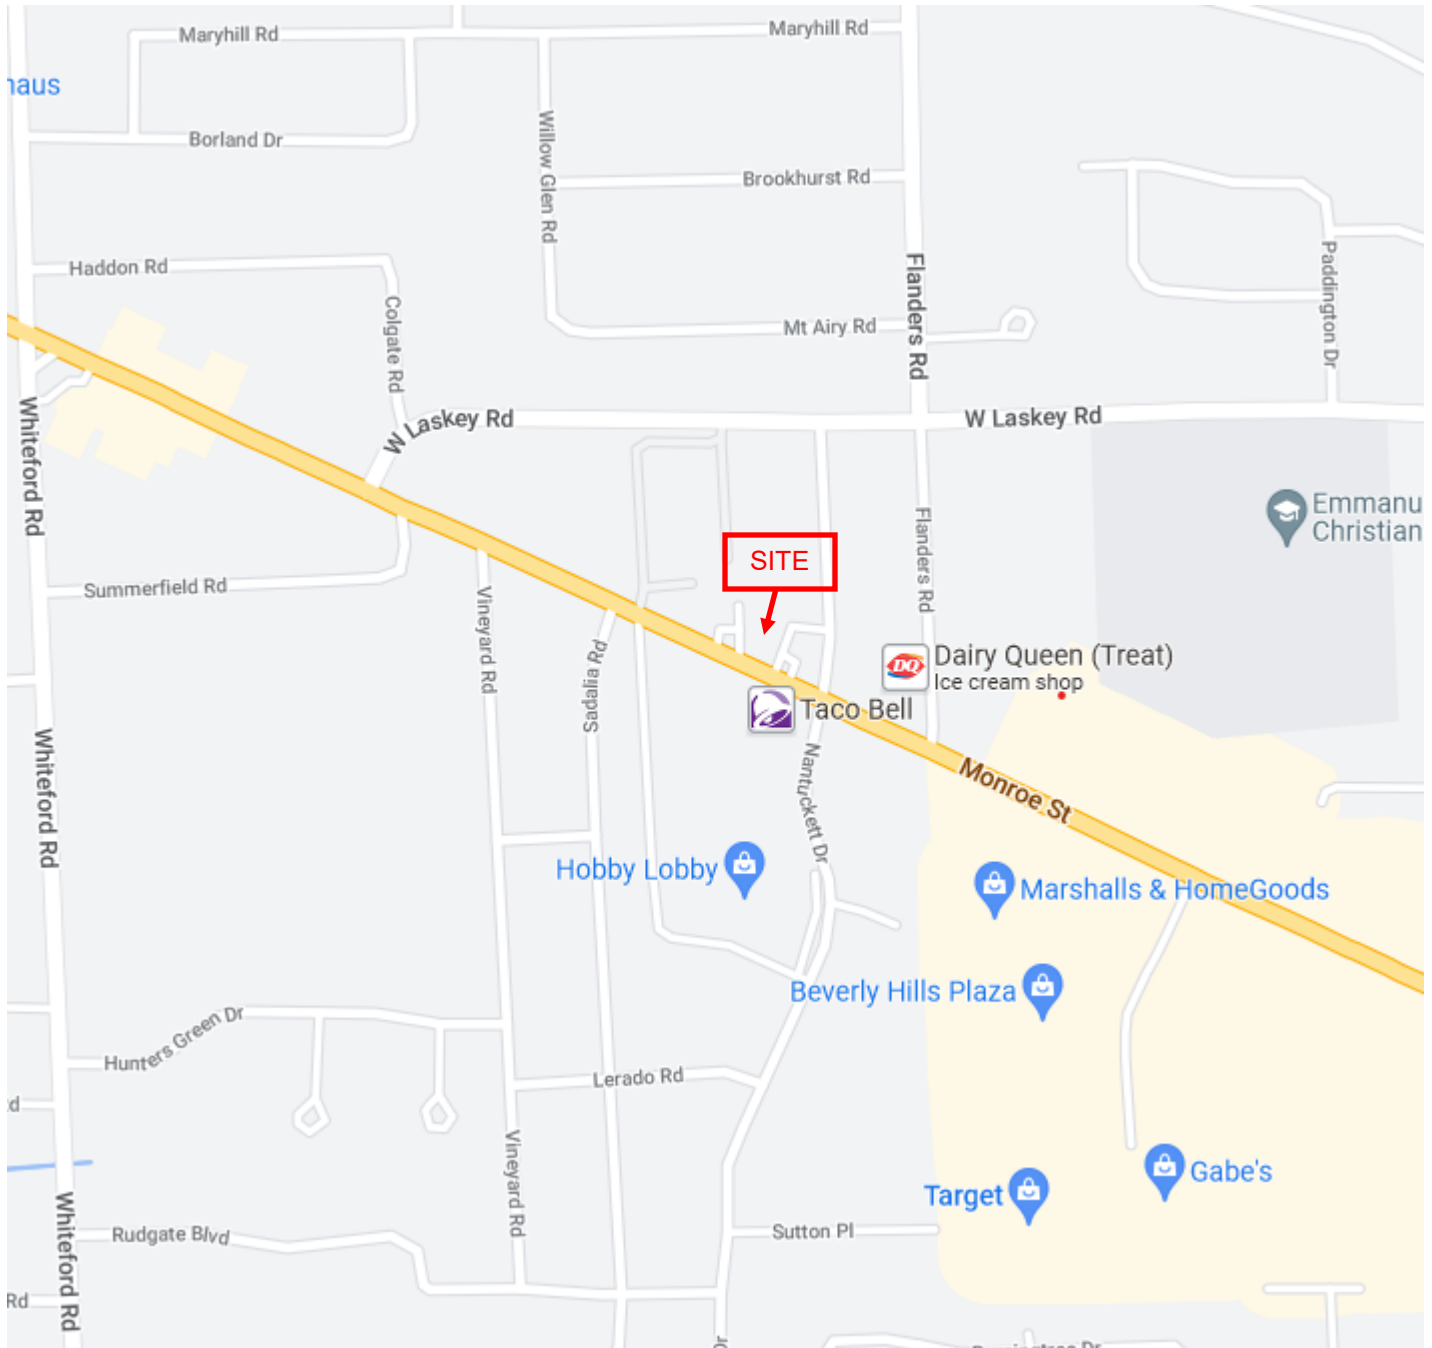 Maryhill Rd
Maryhill Rd
haus
Borland Dr
Willow Glen Rd
Brookhurst Rd
Haddon Rd
Colgate Rd
Flanders Rd
Paddington Dr
Mt Airy Rd
W Laskey Rd
W Laskey Rd
Whiteford Rd
Emmanu
Christian
Flanders Rd
SITE
Summerfield Rd
Vineyard Rd
Sadalia Rd
DQ
Dairy Queen (Treat)
Ice cream shop
Taco Bell
Whiteford Rd
Nantuckett Dr
Monroe St
Hobby Lobby
Marshalls & HomeGoods
Beverly Hills Plaza
Hunters Green Dr
Lerado Rd
Rd
Vineyard Rd
Gabe's
Target
Whiteford Rd
Rudgate Blvd
Sutton Pl
Rd